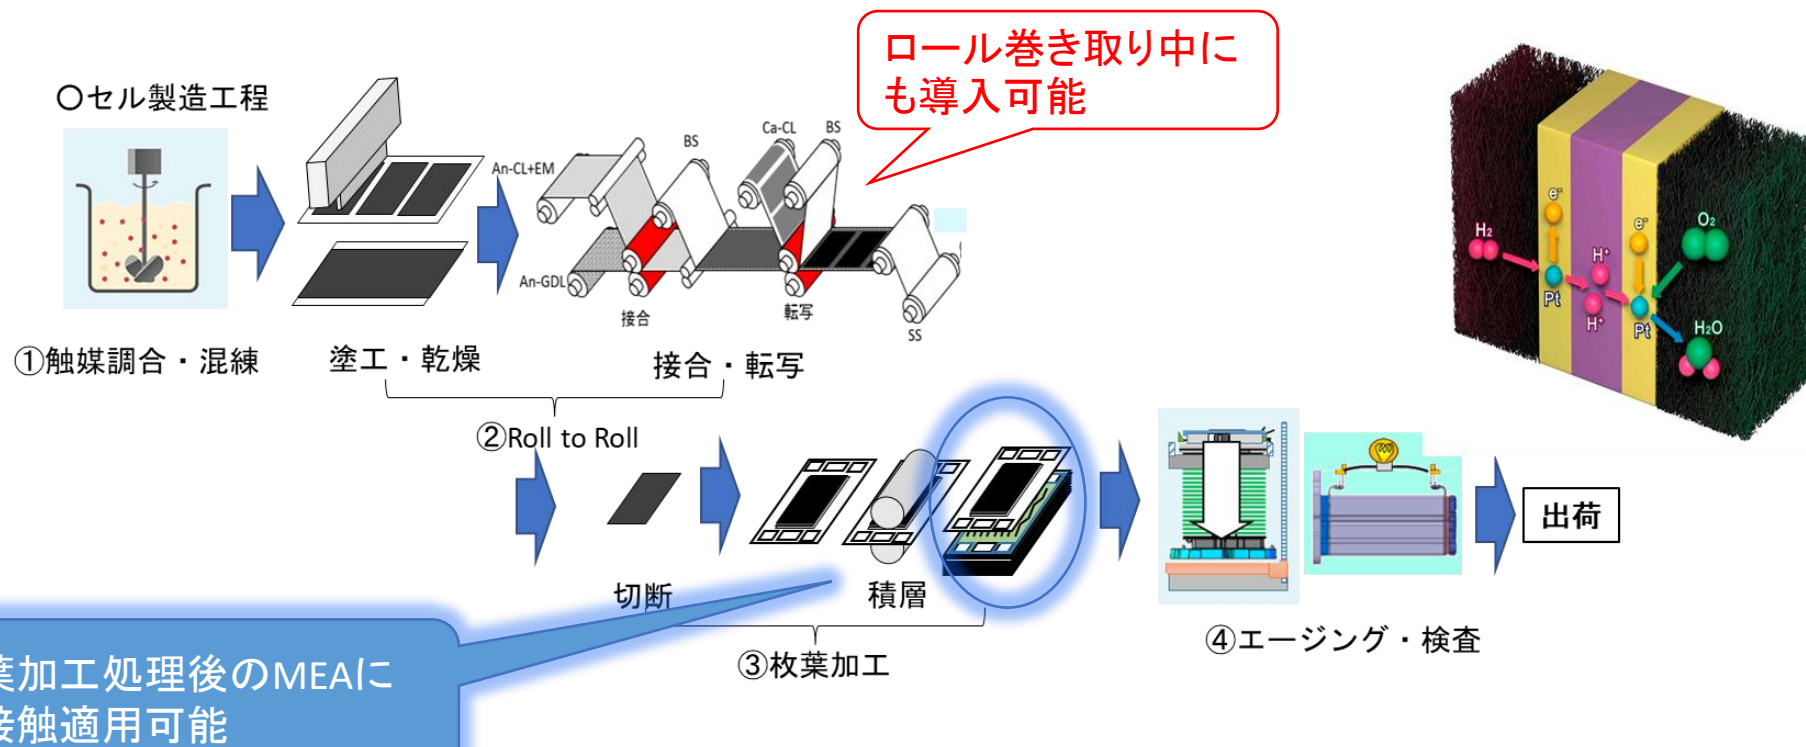 ロール巻き取り中に
も導入可能
〇セル製造工程
An-CL+EM
BS
Ca-CL
BS
An-GDL
接合
転写
SS
①触媒調合・混練
塗工・乾燥
接合・転写
②Roll to Roll
H₂
e⁻
Pt
H⁺
H⁺
e⁻
Pt
O₂
H₂O
切断
積層
③枚葉加工
④エージング・検査
出荷
葉加工処理後のMEAに
接触適用可能